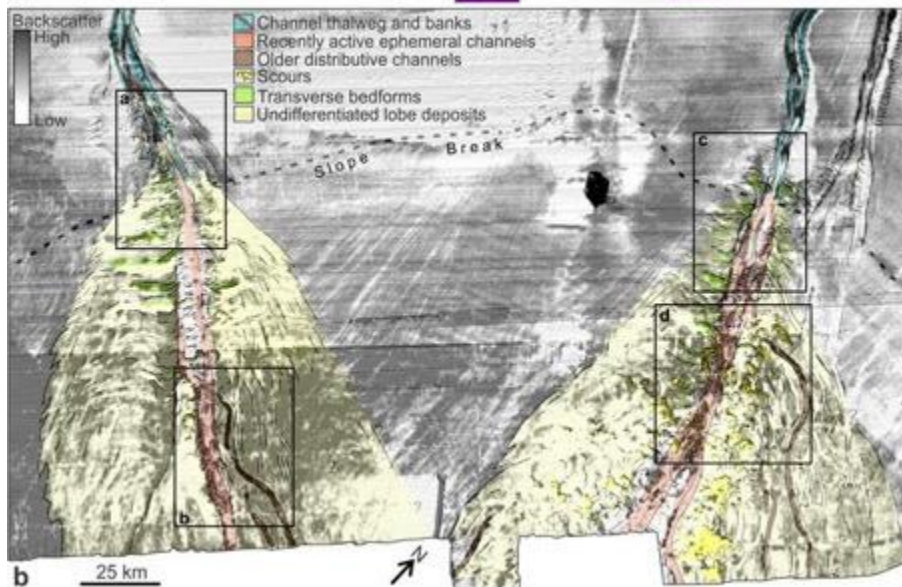 Backscatter
High
Low
Channel thalweg and banks
Recently active ephemeral channels
Older distributive channels
Scours
Transverse bedforms
Undifferentiated lobe deposits
a
Slope Break
c
d
b
b
25 km
N